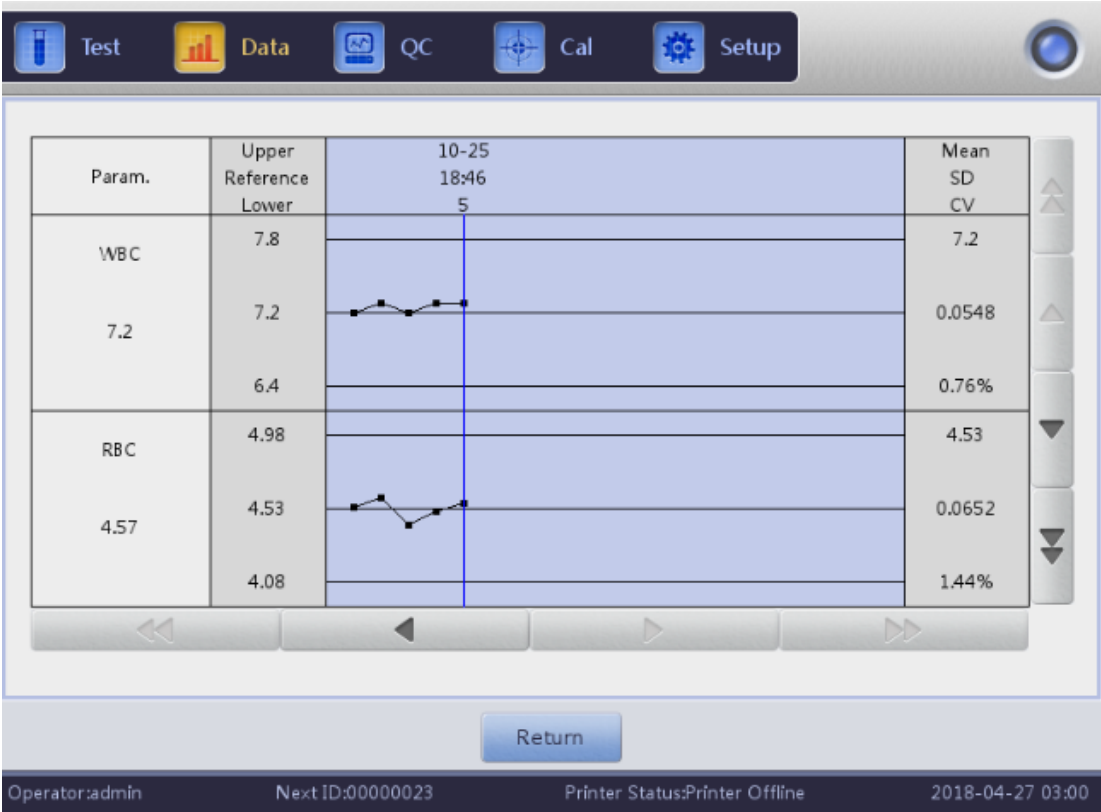 Test Data QC Cal Setup
Param. Upper 10-25 Mean
Reference 18:46 SD
Lower 5 CV
WBC 7.8 7.2
7.2 7.2 0.0548
6.4 0.76%
RBC 4.98 4.53
4.57 4.53 0.0652
4.08 1.44%
Return
Operator:admin Next ID:00000023 Printer Status:Printer Offline 2018-04-27 03:00